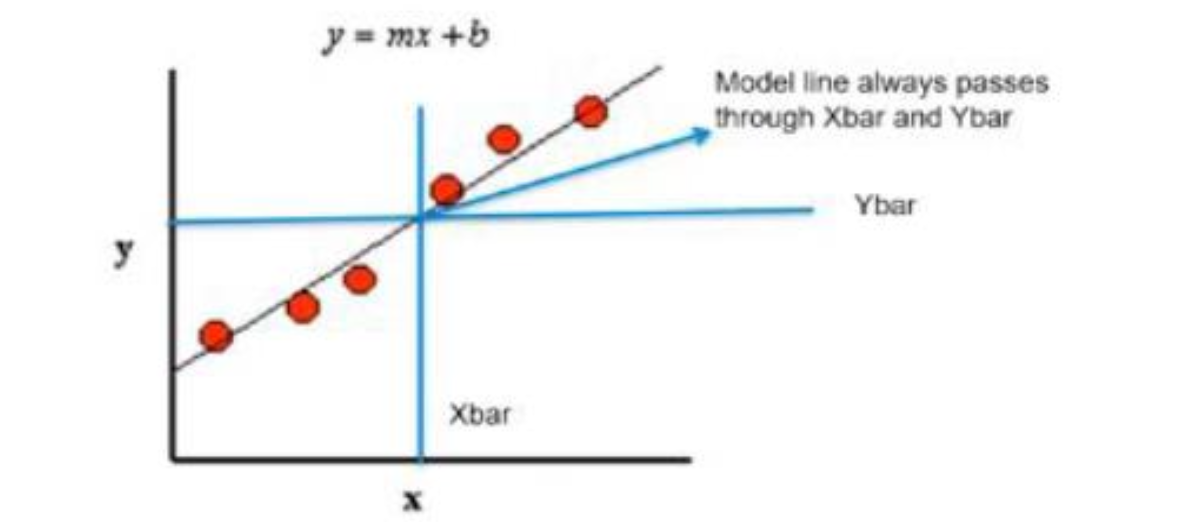 y = mx +b
Model line always passes
through Xbar and Ybar
Ybar
y
Xbar
x